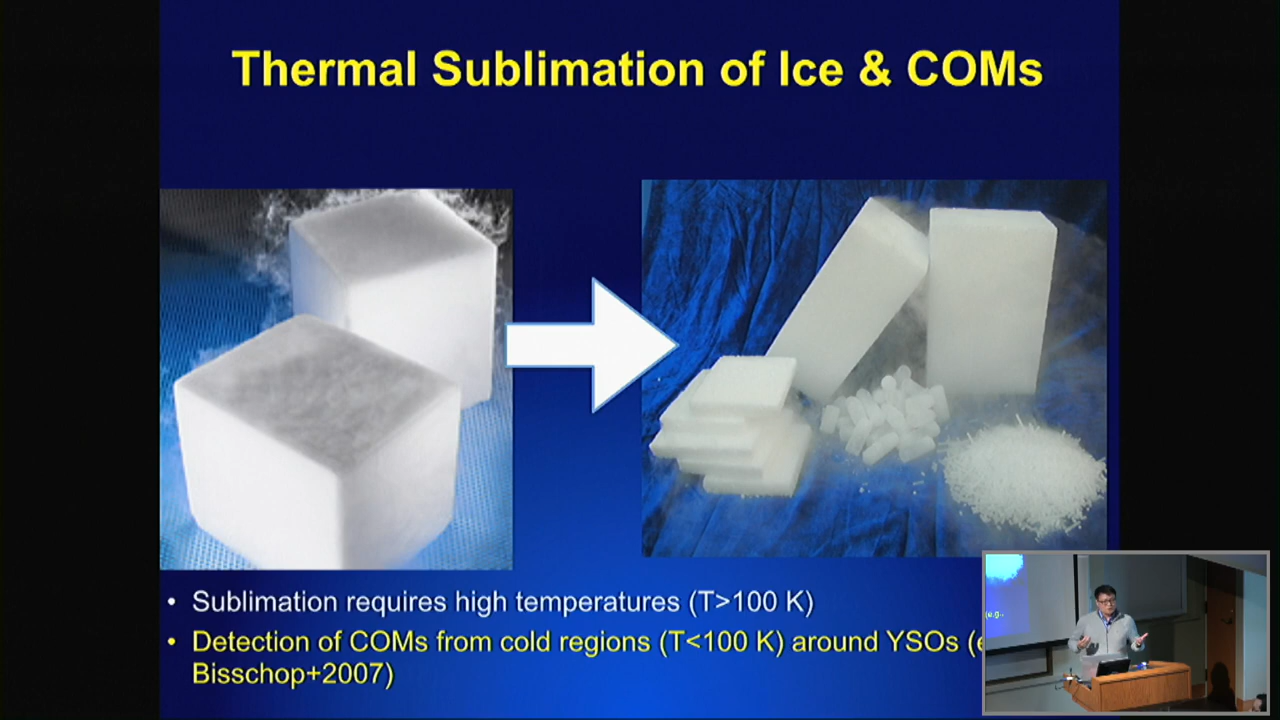 Thermal Sublimation of Ice & COMs
• Sublimation requires high temperatures (T>100 K)
• Detection of COMs from cold regions (T<100 K) around YSOs (
Bisschop+2007)
(e.g.,